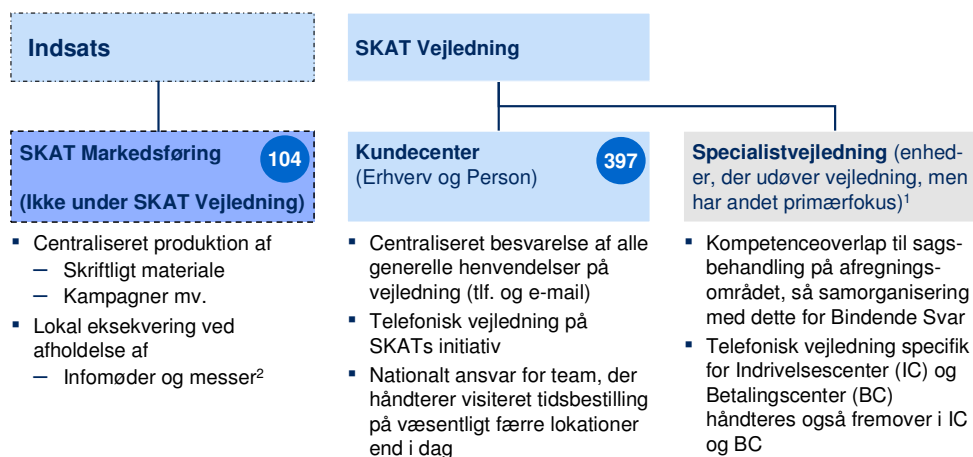 Indsats
SKAT Vejledning
SKAT Markedsføring
104
(Ikke under SKAT Vejledning)
▪ Centraliseret produktion af
– Skriftligt materiale
– Kampagner mv.
▪ Lokal eksekvering ved
afholdelse af
– Infomøder og messer²
Kundecenter
(Erhverv og Person)
397
▪ Centraliseret besvarelse af alle
generelle henvendelser på
vejledning (tlf. og e-mail)
▪ Telefonisk vejledning på
SKATs initiativ
▪ Nationalt ansvar for team, der
håndterer visiteret tidsbestilling
på væsentligt færre lokationer
end i dag
Specialistvejledning (enhed-
er, der udøver vejledning, men
har andet primærfokus)¹
▪ Kompetenceoverlap til sags-
behandling på afregnings-
området, så samorganisering
med dette for Bindende Svar
▪ Telefonisk vejledning specifik
for Indrivelsescenter (IC) og
Betalingscenter (BC)
håndteres også fremover i IC
og BC